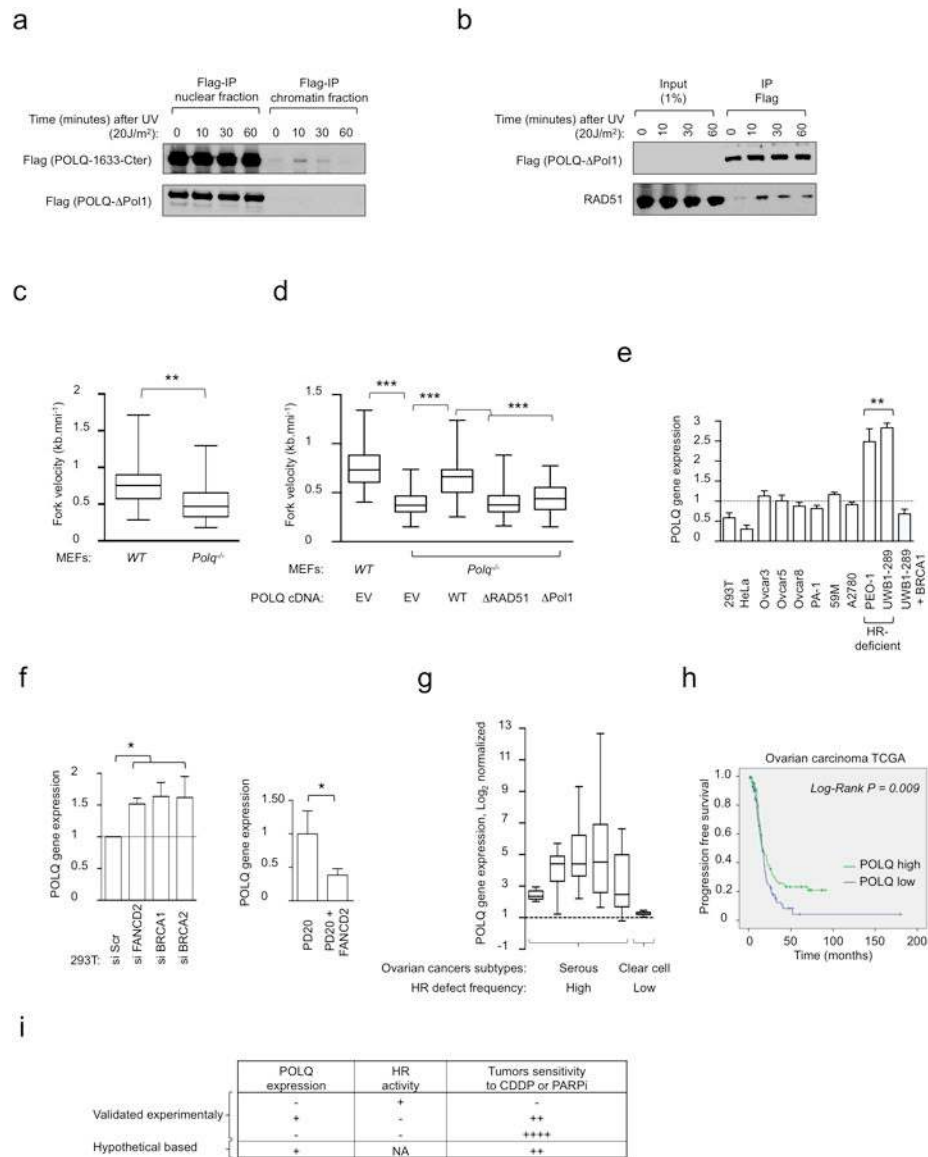 a
Flag-IP
nuclear fraction
Flag-IP
chromatin fraction
Time (minutes) after UV
(20J/m²):
0 10 30 60 0 10 30 60
Flag (POLQ-1633-Cter)
Flag (POLQ-ΔPol1)
b
Input
(1%)
IP
Flag
Time (minutes) after UV
(20J/m²):
0 10 30 60 0 10 30 60
Flag (POLQ-ΔPol1)
RAD51
c
Fork velocity (kb.mni⁻¹)
2
1.5
1
0.5
0
**
MEFs: WT Polq⁻/⁻
d
Fork velocity (kb.mni⁻¹)
1.5
1.0
0.5
0
*** *** ***
MEFs: WT Polq⁻/⁻
POLQ cDNA: EV EV WT ΔRAD51 ΔPol1
e
POLQ gene expression
3
2.5
2
1.5
1
0.5
0
**
293T
HeLa
Ovcar3
Ovcar5
Ovcar8
PA-1
59M
A2780
PEO-1
UWB1-289
UWB1-289
+ BRCA1
HR-
deficient
f
POLQ gene expression
2
1.5
1
0.5
0
*
293T: si Scr si FANCD2 si BRCA1 si BRCA2
POLQ gene expression
1.50
1
0.5
0
*
PD20
PD20 +
FANCD2
g
POLQ gene expression, Log₂ normalized
13
11
9
7
5
3
1
-1
Ovarian cancers subtypes: Serous Clear cell
HR defect frequency: High Low
h
Ovarian carcinoma TCGA
Log-Rank P = 0.009
Progression free survival
1.0
0.8
0.6
0.4
0.2
0
POLQ high
POLQ low
0 50 100 150 200
Time (months)
i
POLQ
expression
HR
activity
Tumors sensitivity
to CDDP or PARPi
Validated experimentaly
- + -
+ - ++
- - ++++
Hypothetical based
+ NA ++